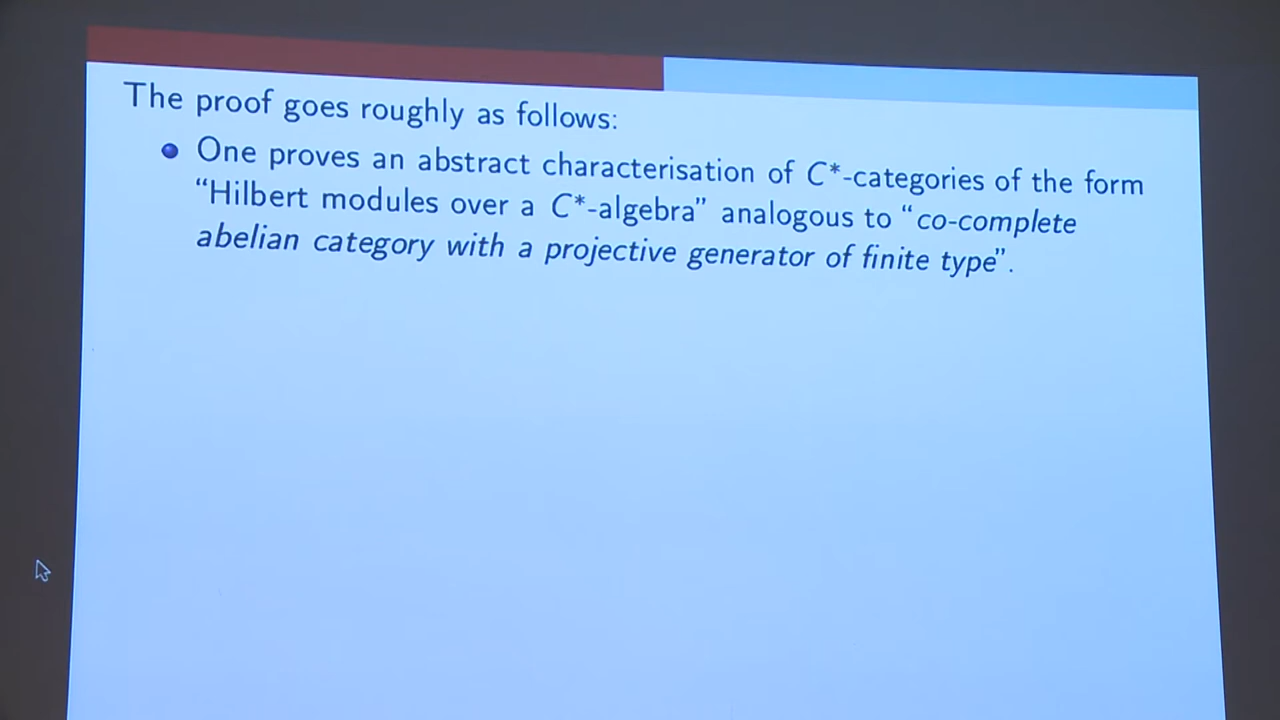 The proof goes roughly as follows:
One proves an abstract characterisation of C*-categories of the form
“Hilbert modules over a C*-algebra” analogous to “co-complete
abelian category with a projective generator of finite type”.